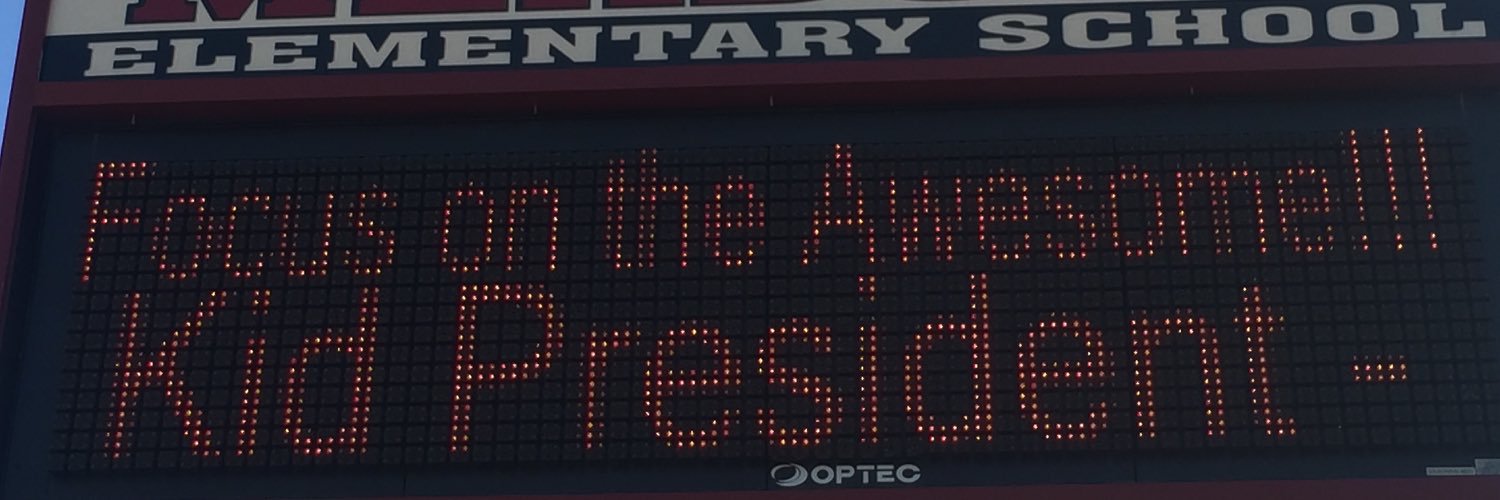 ELEMENTARY SCHOOL
Focus on the Awesome!!!
Kid President -
OPTEC